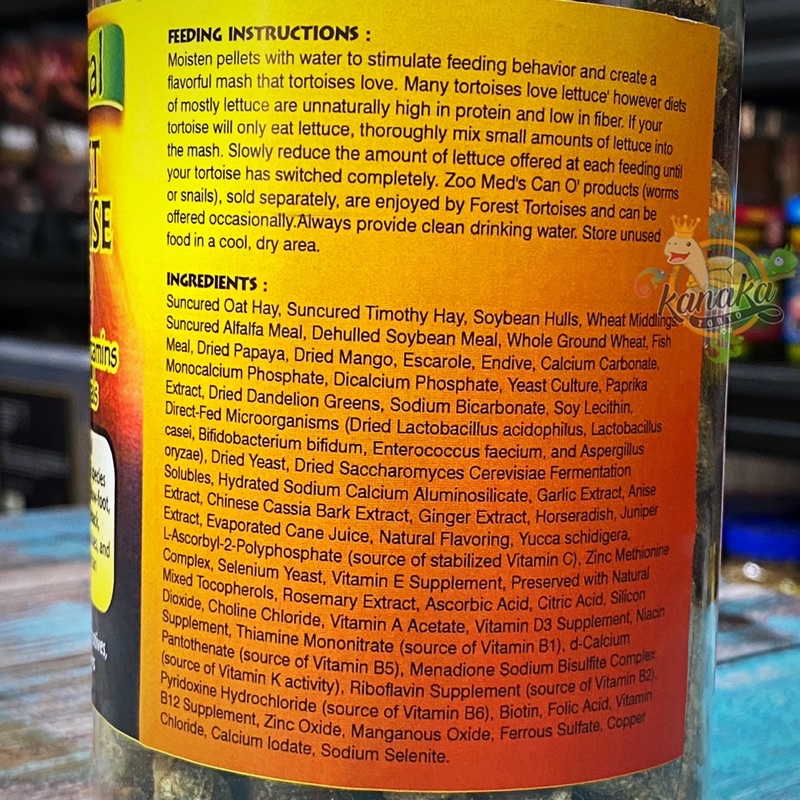 al
T
SE
tamins
als
species
-foot,
and
FEEDING INSTRUCTIONS :
Moisten pellets with water to stimulate feeding behavior and create a
flavorful mash that tortoises love. Many tortoises love lettuce' however diets
of mostly lettuce are unnaturally high in protein and low in fiber. If your
tortoise will only eat lettuce, thoroughly mix small amounts of lettuce into
the mash. Slowly reduce the amount of lettuce offered at each feeding until
your tortoise has switched completely. Zoo Med's Can O' products (worms
or snails), sold separately, are enjoyed by Forest Tortoises and can be
offered occasionally.Always provide clean drinking water. Store unused
food in a cool, dry area.
INGREDIENTS :
Suncured Oat Hay, Suncured Timothy Hay, Soybean Hulls, Wheat Middlings,
Suncured Alfalfa Meal, Dehulled Soybean Meal, Whole Ground Wheat, Fish
Meal, Dried Papaya, Dried Mango, Escarole, Endive, Calcium Carbonate,
Monocalcium Phosphate, Dicalcium Phosphate, Yeast Culture, Paprika
Extract, Dried Dandelion Greens, Sodium Bicarbonate, Soy Lecithin,
Direct-Fed Microorganisms (Dried Lactobacillus acidophilus, Lactobacillus
casei, Bifidobacterium bifidum, Enterococcus faecium, and Aspergillus
oryzae), Dried Yeast, Dried Saccharomyces Cerevisiae Fermentation
Solubles, Hydrated Sodium Calcium Aluminosilicate, Garlic Extract, Anise
Extract, Chinese Cassia Bark Extract, Ginger Extract, Horseradish, Juniper
Extract, Evaporated Cane Juice, Natural Flavoring, Yucca schidigera,
L-Ascorbyl-2-Polyphosphate (source of stabilized Vitamin C), Zinc Methionine
Complex, Selenium Yeast, Vitamin E Supplement, Preserved with Natural
Mixed Tocopherols, Rosemary Extract, Ascorbic Acid, Citric Acid, Silicon
Dioxide, Choline Chloride, Vitamin A Acetate, Vitamin D3 Supplement, Niacin
Supplement, Thiamine Mononitrate (source of Vitamin B1), d-Calcium
Pantothenate (source of Vitamin B5), Menadione Sodium Bisulfite Complex
(source of Vitamin K activity), Riboflavin Supplement (source of Vitamin B2),
Pyridoxine Hydrochloride (source of Vitamin B6), Biotin, Folic Acid, Vitamin
B12 Supplement, Zinc Oxide, Manganous Oxide, Ferrous Sulfate, Copper
Chloride, Calcium Iodate, Sodium Selenite.
kanaka
TORTO